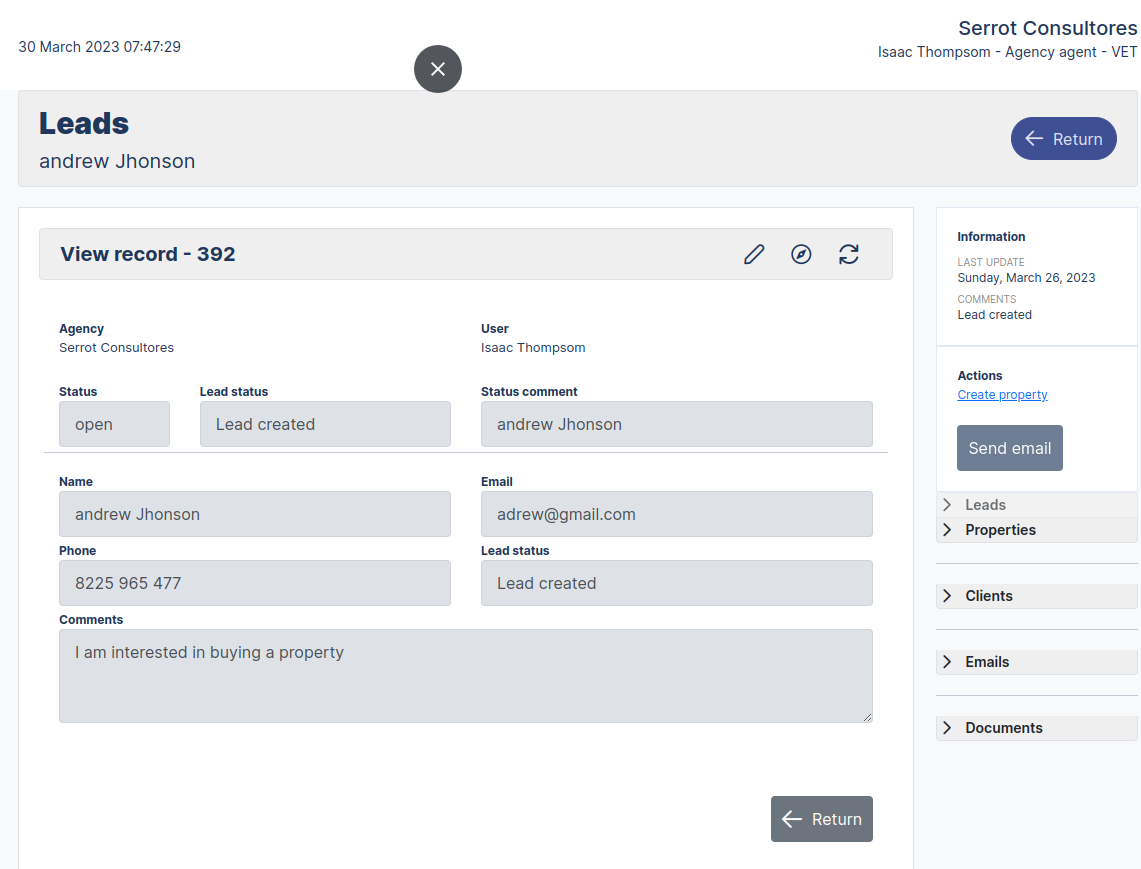 Serrot Consultores
30 March 2023 07:47:29
Isaac Thompsom - Agency agent - VET
Leads
andrew Jhonson
Return
View record - 392
Agency
Serrot Consultores
User
Isaac Thompsom
Status
open
Lead status
Lead created
Status comment
andrew Jhonson
Name
andrew Jhonson
Email
adrew@gmail.com
Phone
8225 965 477
Lead status
Lead created
Comments
I am interested in buying a property
Return
Information
LAST UPDATE
Sunday, March 26, 2023
COMMENTS
Lead created
Actions
Create property
Send email
Leads
Properties
Clients
Emails
Documents